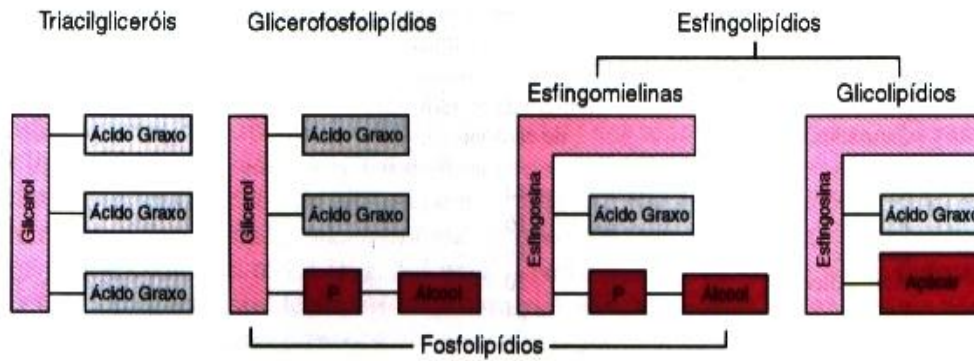 Triacilgliceróis
Glicerofosfolipídios
Esfingolipídios
Esfingomielinas
Glicolipídios
Glicerol
Ácido Graxo
Ácido Graxo
Ácido Graxo
Glicerol
Ácido Graxo
Ácido Graxo
P
Álcool
Esfingosina
Ácido Graxo
P
Álcool
Esfingosina
Ácido Graxo
Fosfolipídios